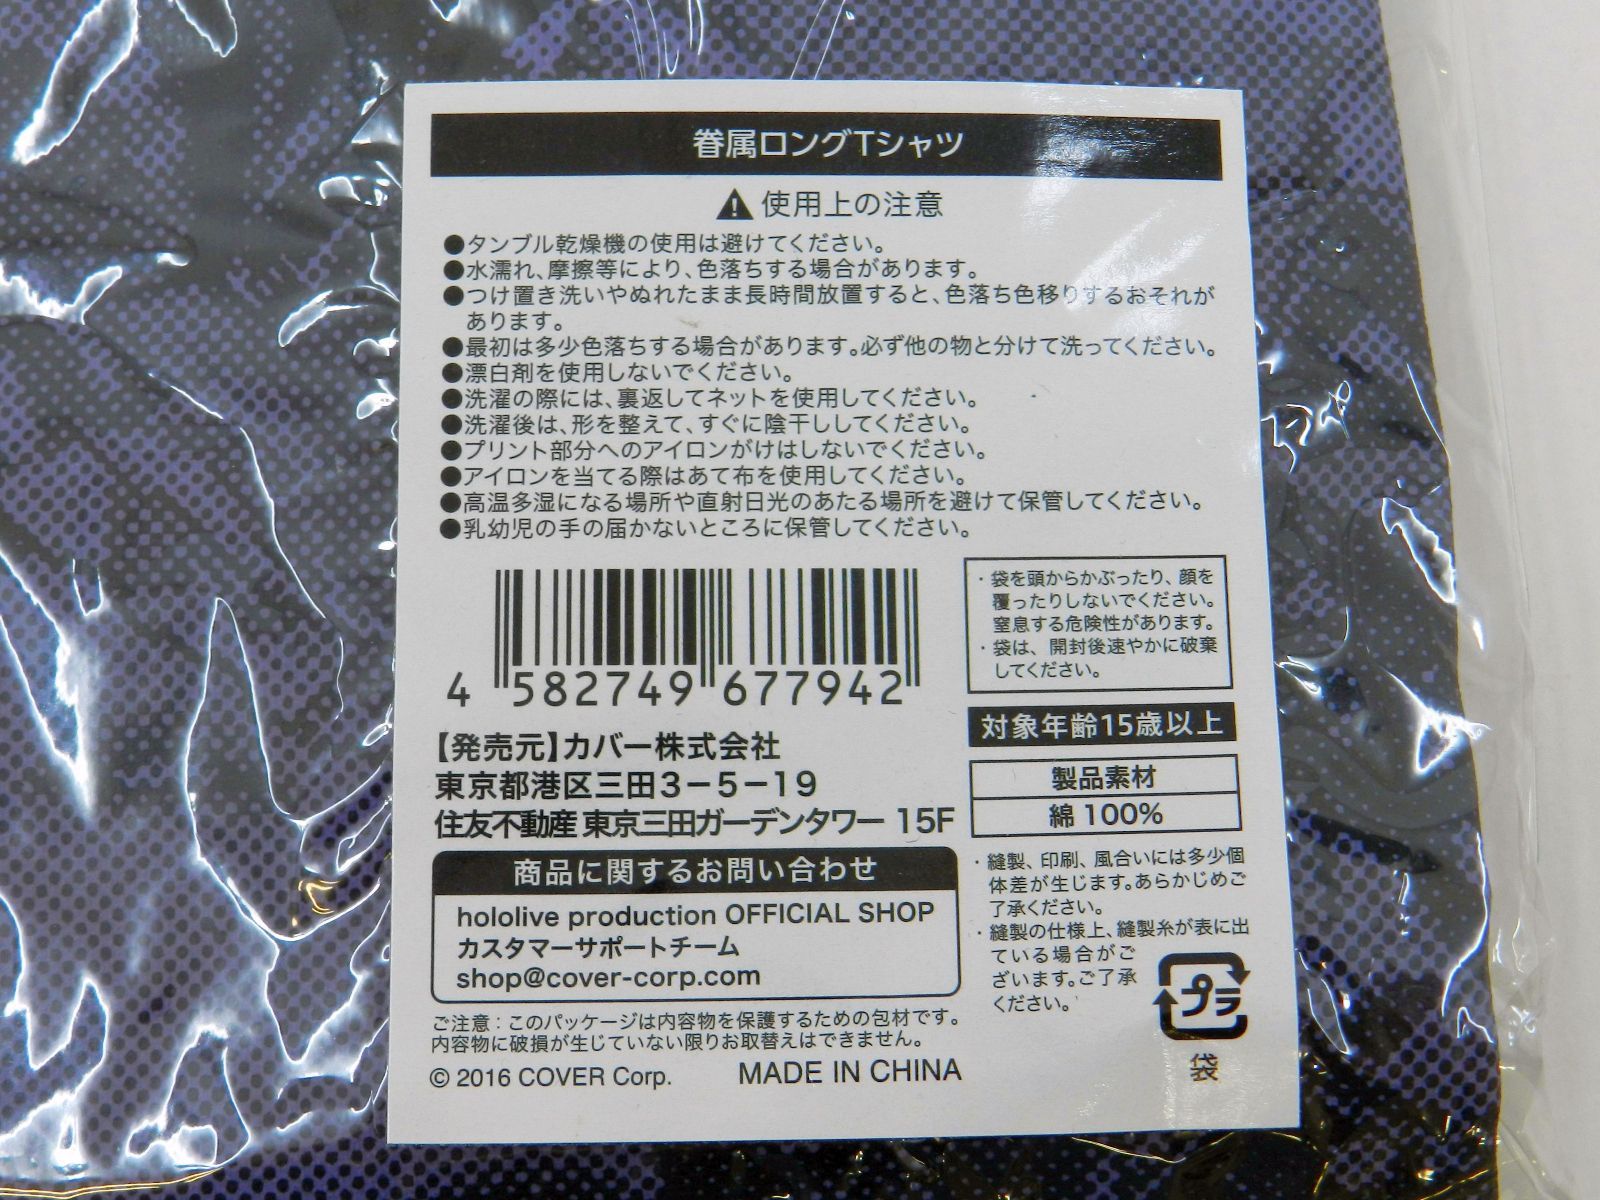 眷属ロングTシャツ
⚠使用上の注意
●タンブル乾燥機の使用は避けてください。
●水濡れ、摩擦等により、色落ちする場合があります。
●つけ置き洗いやぬれたまま長時間放置すると、色落ち色移りするおそれが
あります。
●最初は多少色落ちする場合があります。必ず他の物と分けて洗ってください。
●漂白剤を使用しないでください。
●洗濯の際には、裏返してネットを使用してください。
●洗濯後は、形を整えて、すぐに陰干ししてください。
●プリント部分へのアイロンがけはしないでください。
●アイロンを当てる際はあて布を使用してください。
●高温多湿になる場所や直射日光のあたる場所を避けて保管してください。
●乳幼児の手の届かないところに保管してください。
4 582749 677942
【発売元】カバー株式会社
東京都港区三田3-5-19
住友不動産 東京三田ガーデンタワー 15F
商品に関するお問い合わせ
hololive production OFFICIAL SHOP
カスタマーサポートチーム
shop@cover-corp.com
ご注意：このパッケージは内容物を保護するための包材です。
内容物に破損が生じていない限りお取替えはできません。
© 2016 COVER Corp. MADE IN CHINA
・袋を頭からかぶったり、顔を
覆ったりしないでください。
窒息する危険性があります。
・袋は、開封後速やかに破棄
してください。
対象年齢15歳以上
製品素材
綿 100%
・縫製、印刷、風合いには多少個
体差が生じます。あらかじめご
了承ください。
・縫製の仕様上、縫製糸が表に出
ている場合がご
ざいます。ご了承
ください。
プラ
袋